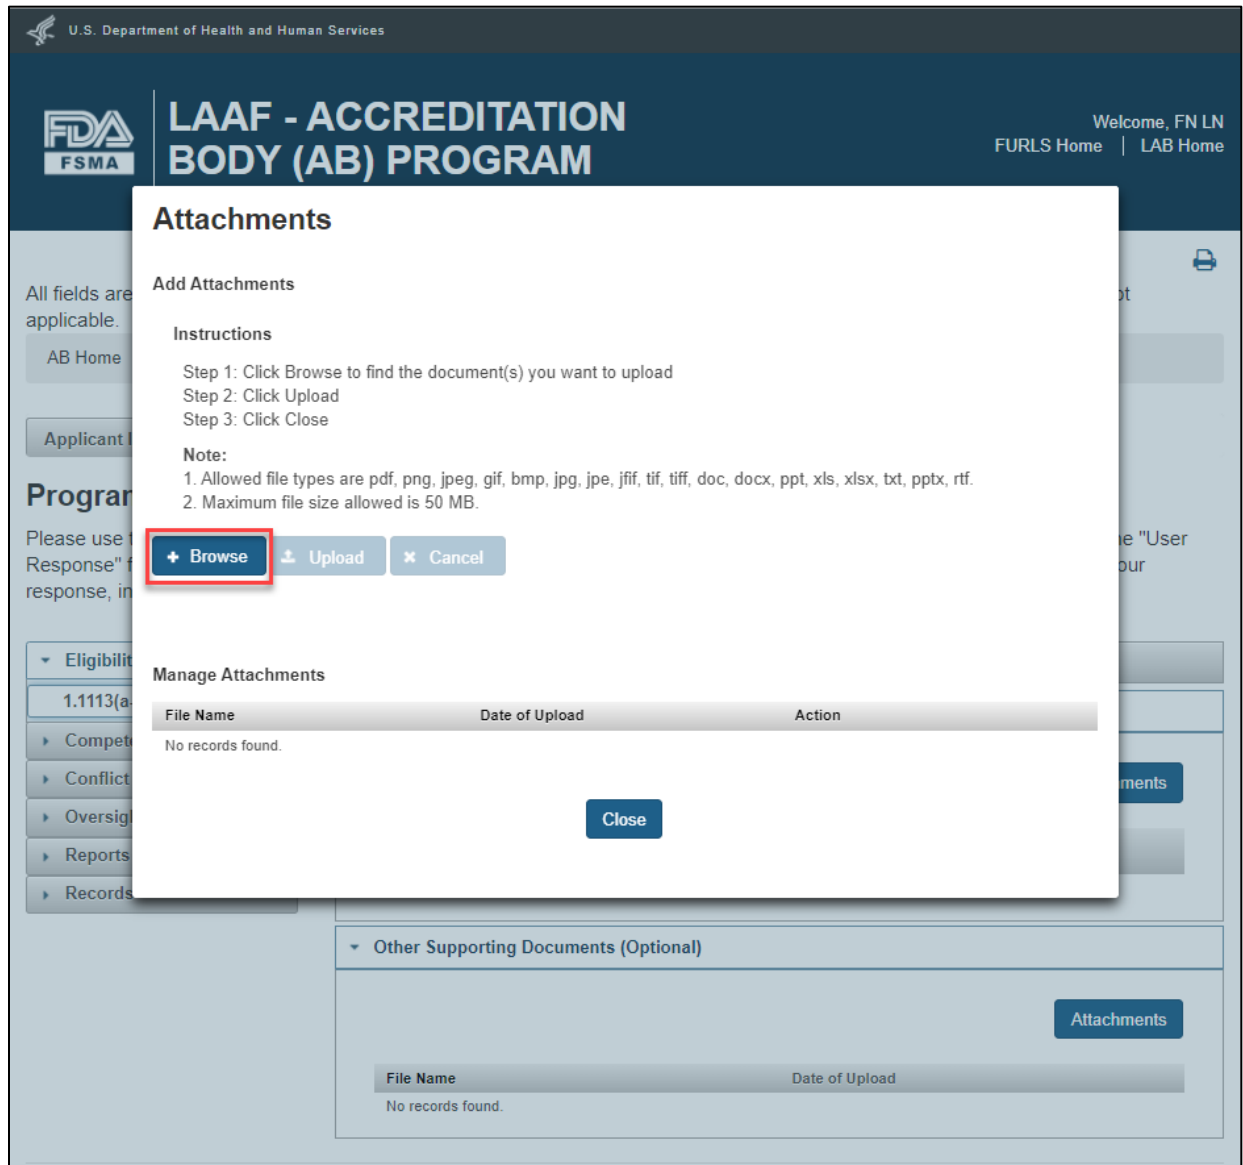 U.S. Department of Health and Human Services
FDA
FSMA
LAAF - ACCREDITATION
BODY (AB) PROGRAM
Welcome, FN LN
FURLS Home | LAB Home
Attachments
Add Attachments
All fields are
applicable.
AB Home
Instructions
Step 1: Click Browse to find the document(s) you want to upload
Step 2: Click Upload
Step 3: Click Close
Applicant
Note:
1. Allowed file types are pdf, png, jpeg, gif, bmp, jpg, jpe, jfif, tif, tiff, doc, docx, ppt, xls, xlsx, txt, pptx, rtf.
2. Maximum file size allowed is 50 MB.
Please use
"User
Response"
response, in
+ Browse
Upload
× Cancel
Manage Attachments
File Name Date of Upload Action
No records found.
1.1113(a-
Conflict
Reports
Records
Close
Other Supporting Documents (Optional)
Attachments
File Name Date of Upload
No records found.